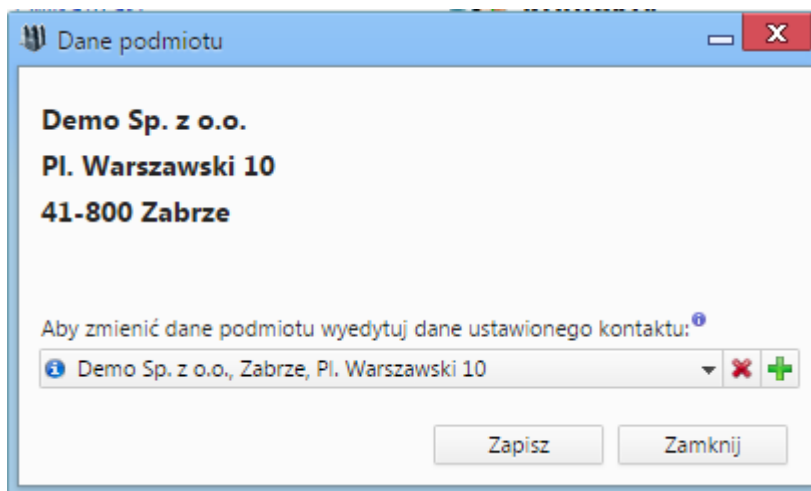 Dane podmiotu
Demo Sp. z o.o.
Pl. Warszawski 10
41-800 Zabrze
Aby zmienić dane podmiotu wyedytuj dane ustawionego kontaktu:
Demo Sp. z o.o., Zabrze, Pl. Warszawski 10
Zapisz Zamknij